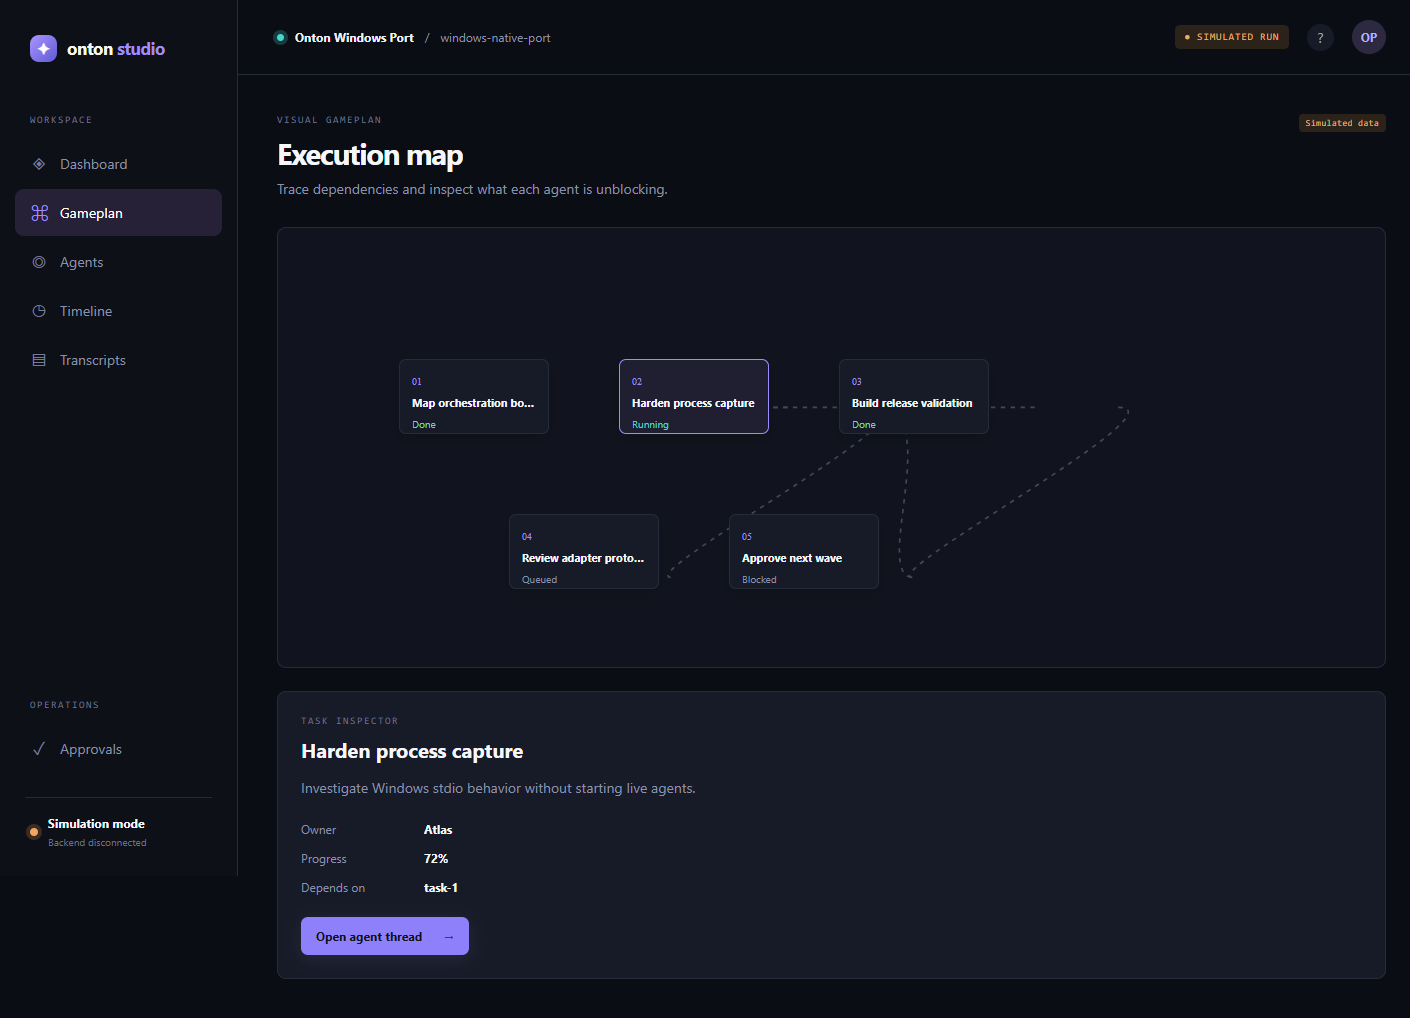 onton studio
Onton Windows Port / windows-native-port
SIMULATED RUN
?
OP
WORKSPACE
Dashboard
Gameplan
Agents
Timeline
Transcripts
OPERATIONS
Approvals
Simulation mode
Backend disconnected
VISUAL GAMEPLAN
Simulated data
Execution map
Trace dependencies and inspect what each agent is unblocking.
01
Map orchestration bo...
Done
02
Harden process capture
Running
03
Build release validation
Done
04
Review adapter proto...
Queued
05
Approve next wave
Blocked
TASK INSPECTOR
Harden process capture
Investigate Windows stdio behavior without starting live agents.
Owner Atlas
Progress 72%
Depends on task-1
Open agent thread →